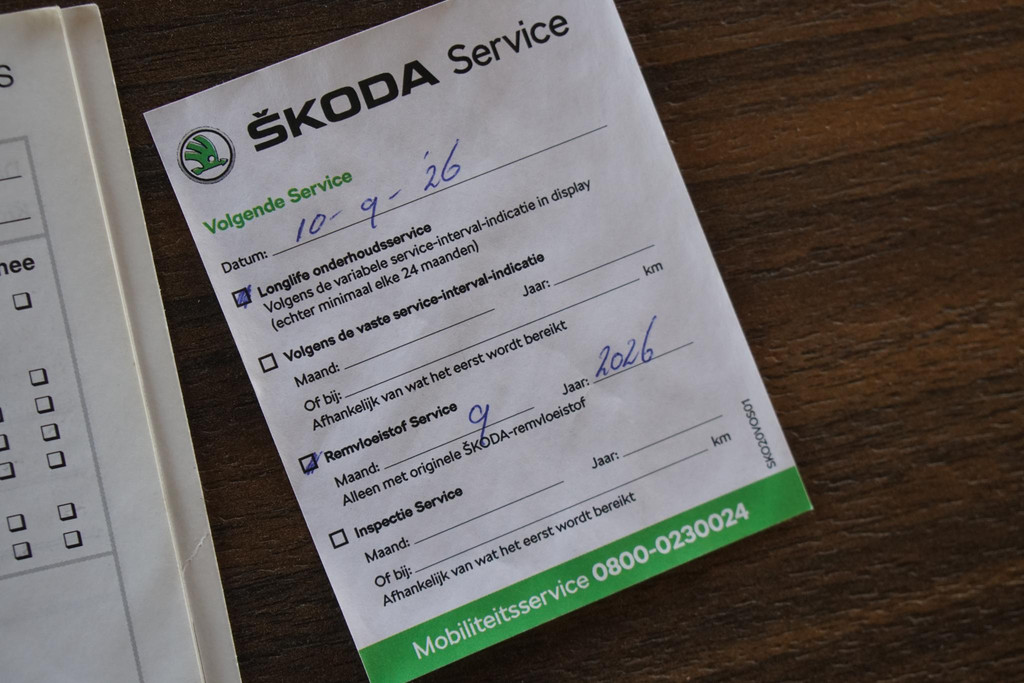 S
nee
ŠKODA Service
Volgende Service
Datum: 10-9-'26
Longlife onderhoudsservice
Volgens de variabele service-interval-indicatie in display
(echter minimaal elke 24 maanden)
Volgens de vaste service-interval-indicatie
Maand: Jaar:
Of bij: km
Afhankelijk van wat het eerst wordt bereikt
Remvloeistof Service
Maand: 9 Jaar: 2026
Alleen met originele ŠKODA-remvloeistof
Inspectie Service
Maand: Jaar:
Of bij: km
Afhankelijk van wat het eerst wordt bereikt
SKO20VOS01
Mobiliteitsservice 0800-0230024